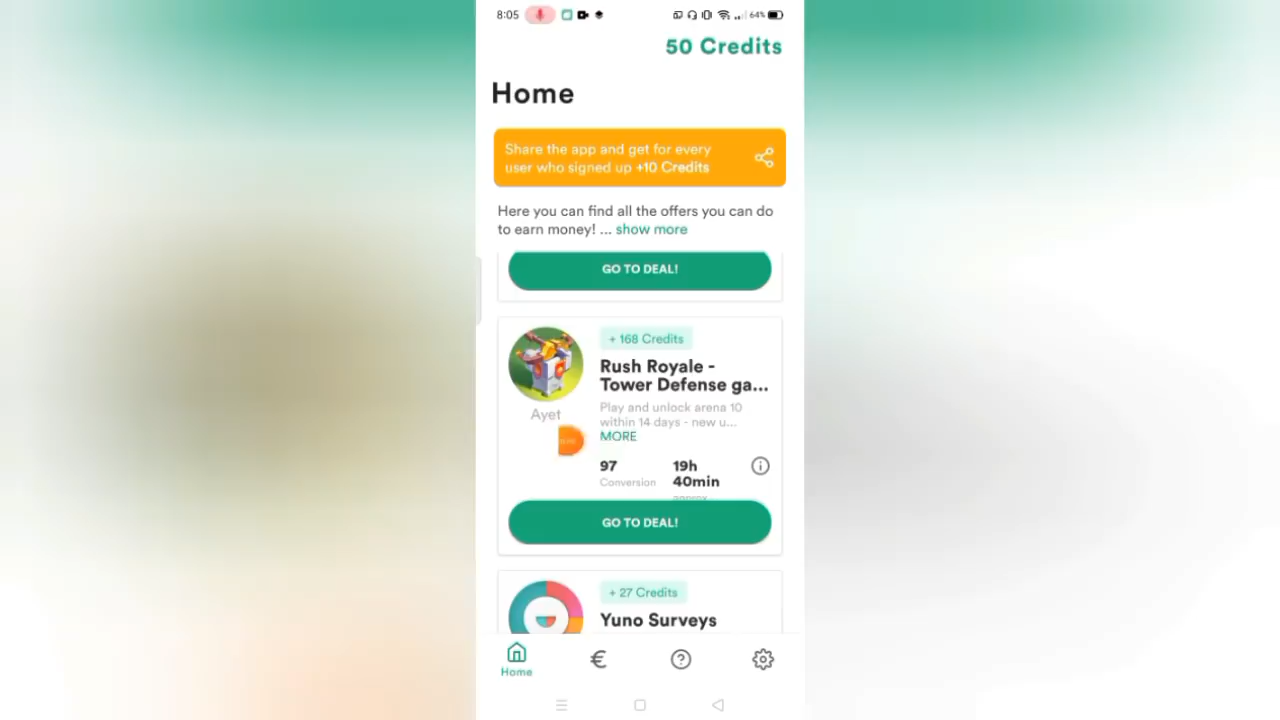 8:05
64%
50 Credits
Home
Share the app and get for every
user who signed up +10 Credits
Here you can find all the offers you can do
to earn money! ... show more
GO TO DEAL!
+ 168 Credits
Rush Royale -
Tower Defense ga...
Ayet
Play and unlock arena 10
within 14 days - new u...
MORE
97
19h
40min
Conversion
approx
GO TO DEAL!
+ 27 Credits
Yuno Surveys
€
?
Home